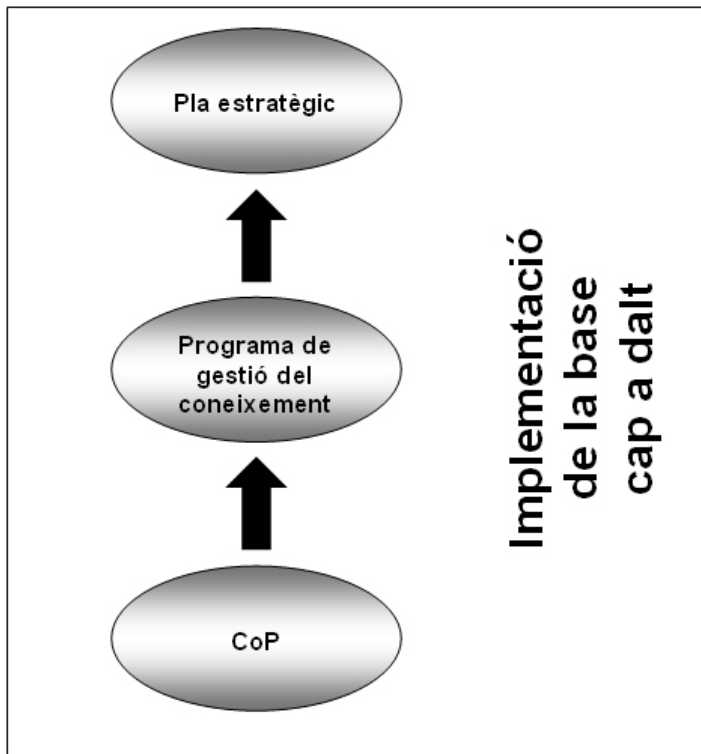 Pla estratègic
Programa de
gestió del
coneixement
CoP
Implementació
de la base
cap a dalt